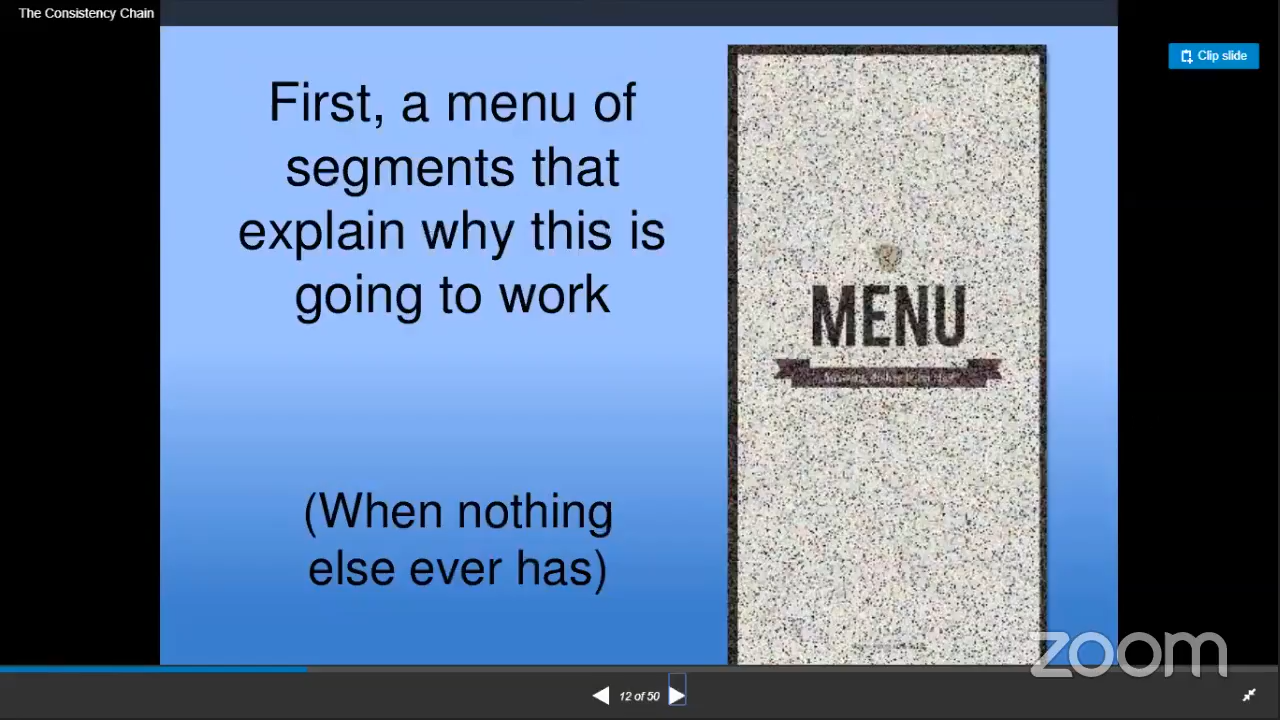 The Consistency Chain
Clip slide
First, a menu of
segments that
explain why this is
going to work
MENU
(When nothing
else ever has)
zoom
12 of 50